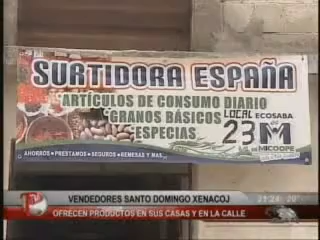 SURTIDORA ESPAÑA
ARTÍCULOS DE CONSUMO DIARIO
GRANOS BÁSICOS
ESPECIAS
LOCAL
23
ECOSABA
M
MICOOPE
AHORROS • PRESTAMOS • SEGUROS • REMESAS Y MAS...
VENDEDORES SANTO DOMINGO XENACOJ
OFRECEN PRODUCTOS EN SUS CASAS Y EN LA CALLE
21:24 20°